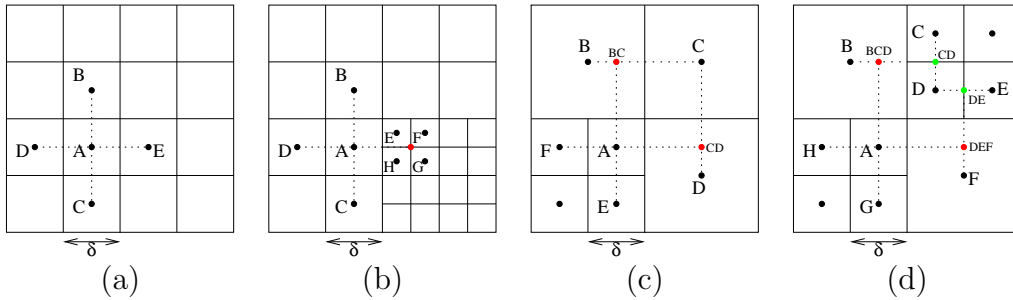 B
D A E
C
δ
(a)
B
E F
D A
H G
C
δ
(b)
B BC C
F A CD
D
E
δ
(c)
C
B BCD CD
D E
DE
H A DEF
F
G
δ
(d)